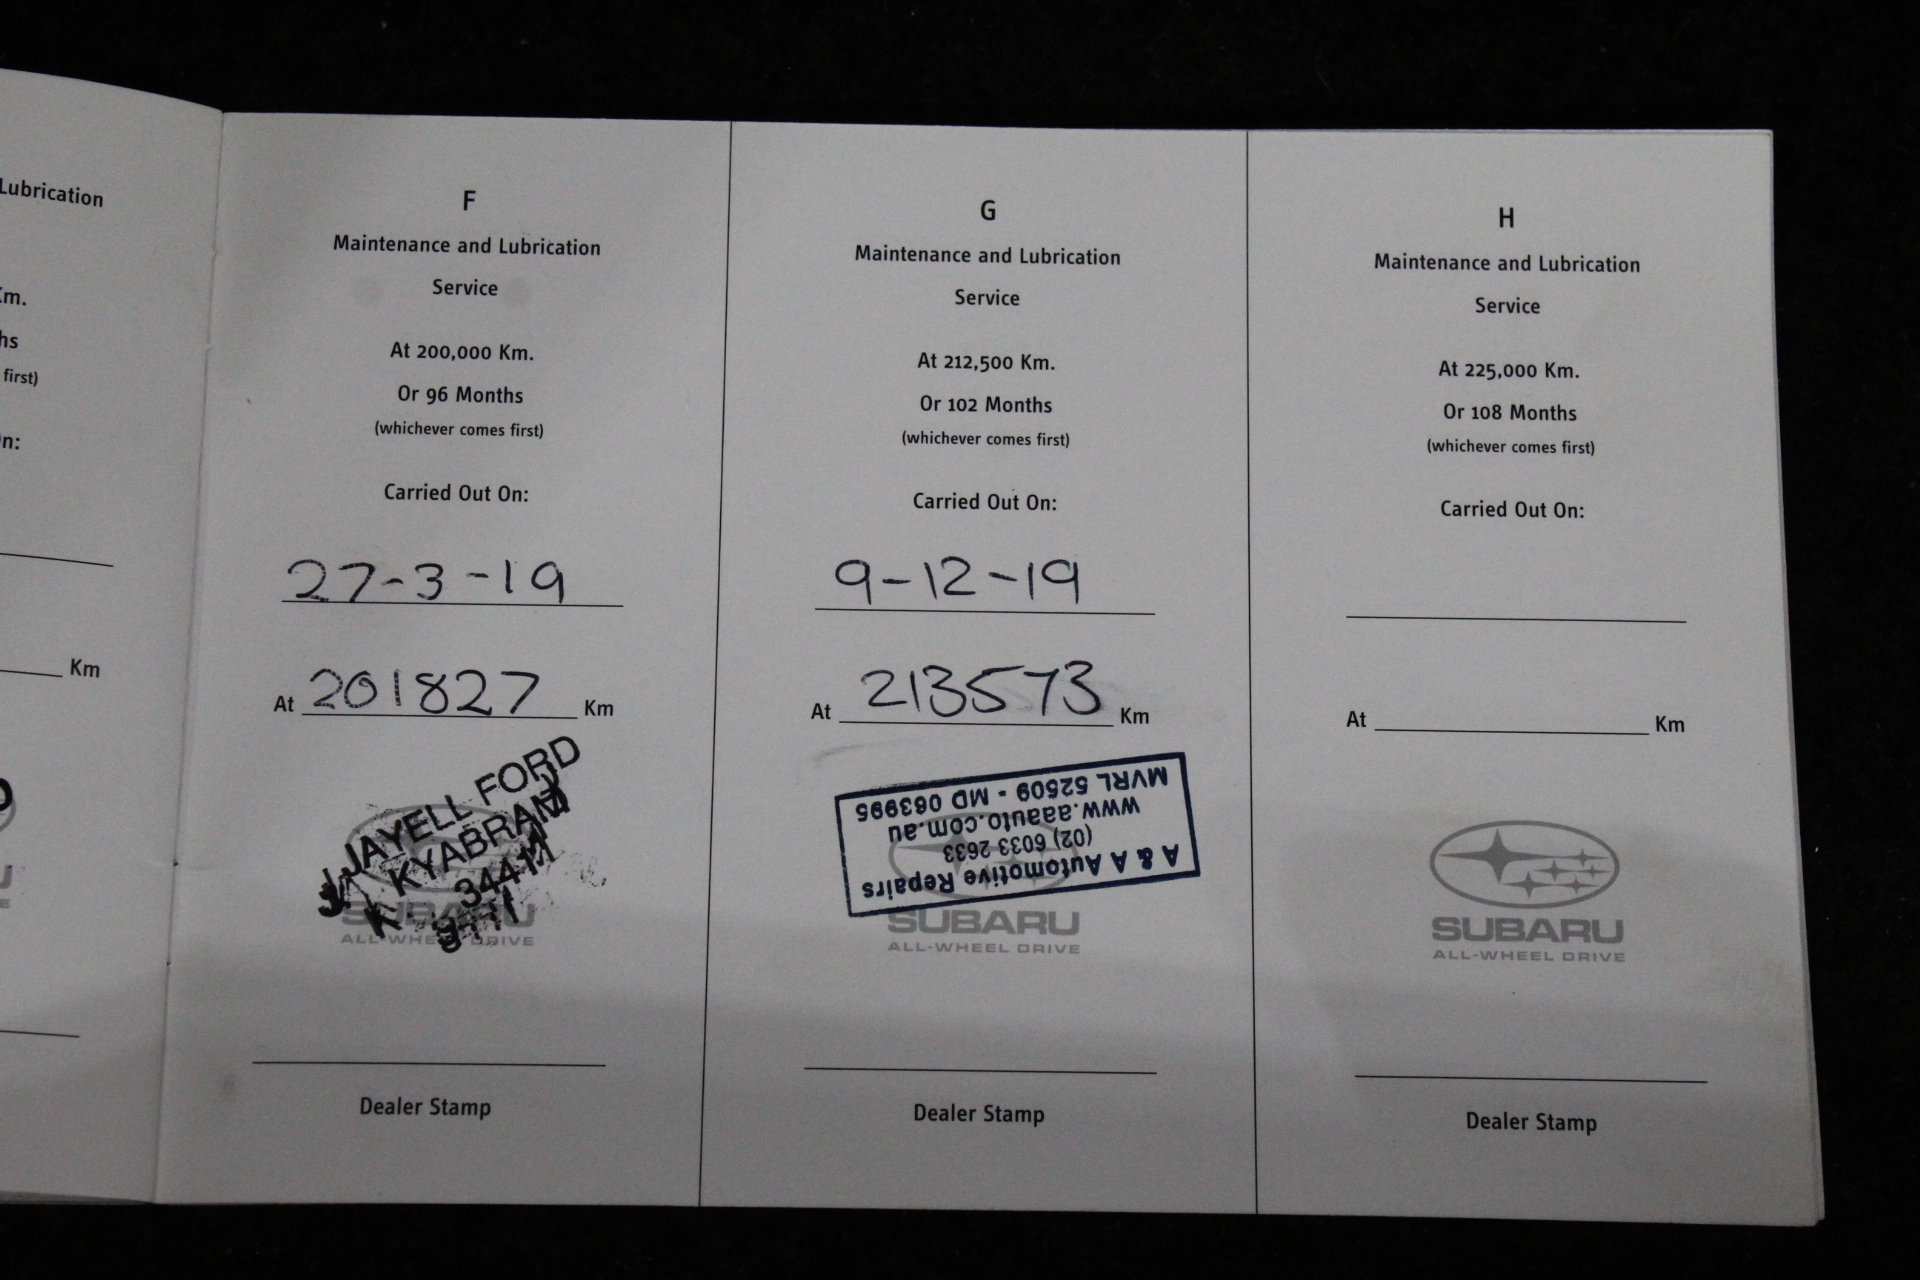 Lubrication
Km.
first)
Km
F
Maintenance and Lubrication
Service
At 200,000 Km.
Or 96 Months
(whichever comes first)
Carried Out On:
27-3-19
At 201827 Km
JAYELL FORD
KYABRAM
SUBARU
ALL-WHEEL DRIVE
Dealer Stamp
G
Maintenance and Lubrication
Service
At 212,500 Km.
Or 102 Months
(whichever comes first)
Carried Out On:
9-12-19
At 213573 Km
A & A Automotive Repairs
(02) 6033 2633
www.aaauto.com.au
MVRL 52509 - MD 063995
SUBARU
ALL-WHEEL DRIVE
Dealer Stamp
H
Maintenance and Lubrication
Service
At 225,000 Km.
Or 108 Months
(whichever comes first)
Carried Out On:
At Km
SUBARU
ALL-WHEEL DRIVE
Dealer Stamp